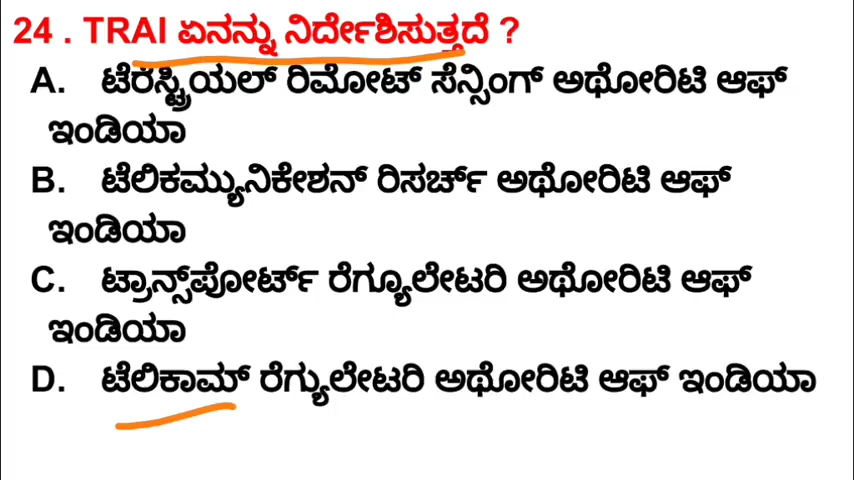 24 . TRAI ಏನನ್ನು ನಿರ್ದೇಶಿಸುತ್ತದೆ ?
A. ಟೆರೆಸ್ಟ್ರಿಯಲ್ ರಿಮೋಟ್ ಸೆನ್ಸಿಂಗ್ ಅಥೋರಿಟಿ ಆಫ್
ಇಂಡಿಯಾ
B. ಟೆಲಿಕಮ್ಯುನಿಕೇಶನ್ ರಿಸರ್ಚ್ ಅಥೋರಿಟಿ ಆಫ್
ಇಂಡಿಯಾ
C. ಟ್ರಾನ್ಸ್‌ಪೋರ್ಟ್ ರೆಗ್ಯೂಲೇಟರಿ ಅಥೋರಿಟಿ ಆಫ್
ಇಂಡಿಯಾ
D. ಟೆಲಿಕಾಮ್ ರೆಗ್ಯುಲೇಟರಿ ಅಥೋರಿಟಿ ಆಫ್ ಇಂಡಿಯಾ